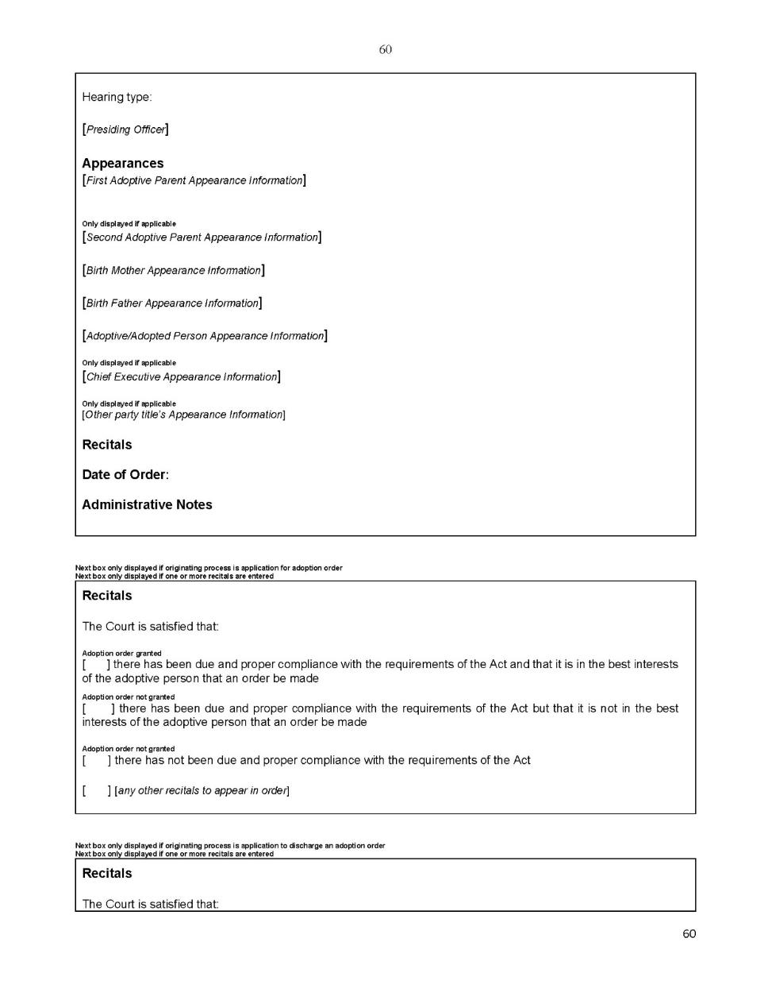 60
Hearing type:
[Presiding Officer]
Appearances
[First Adoptive Parent Appearance Information]
Only displayed if applicable
[Second Adoptive Parent Appearance Information]
[Birth Mother Appearance Information]
[Birth Father Appearance Information]
[Adoptive/Adopted Person Appearance Information]
Only displayed if applicable
[Chief Executive Appearance Information]
Only displayed if applicable
[Other party title's Appearance Information]
Recitals
Date of Order:
Administrative Notes
Next box only displayed if originating process is application for adoption order
Next box only displayed if one or more recitals are entered
Recitals
The Court is satisfied that:
Adoption order granted
[ ] there has been due and proper compliance with the requirements of the Act and that it is in the best interests
of the adoptive person that an order be made
Adoption order not granted
[ ] there has been due and proper compliance with the requirements of the Act but that it is not in the best
interests of the adoptive person that an order be made
Adoption order not granted
[ ] there has not been due and proper compliance with the requirements of the Act
[ ] [any other recitals to appear in order]
Next box only displayed if originating process is application to discharge an adoption order
Next box only displayed if one or more recitals are entered
Recitals
The Court is satisfied that:
60